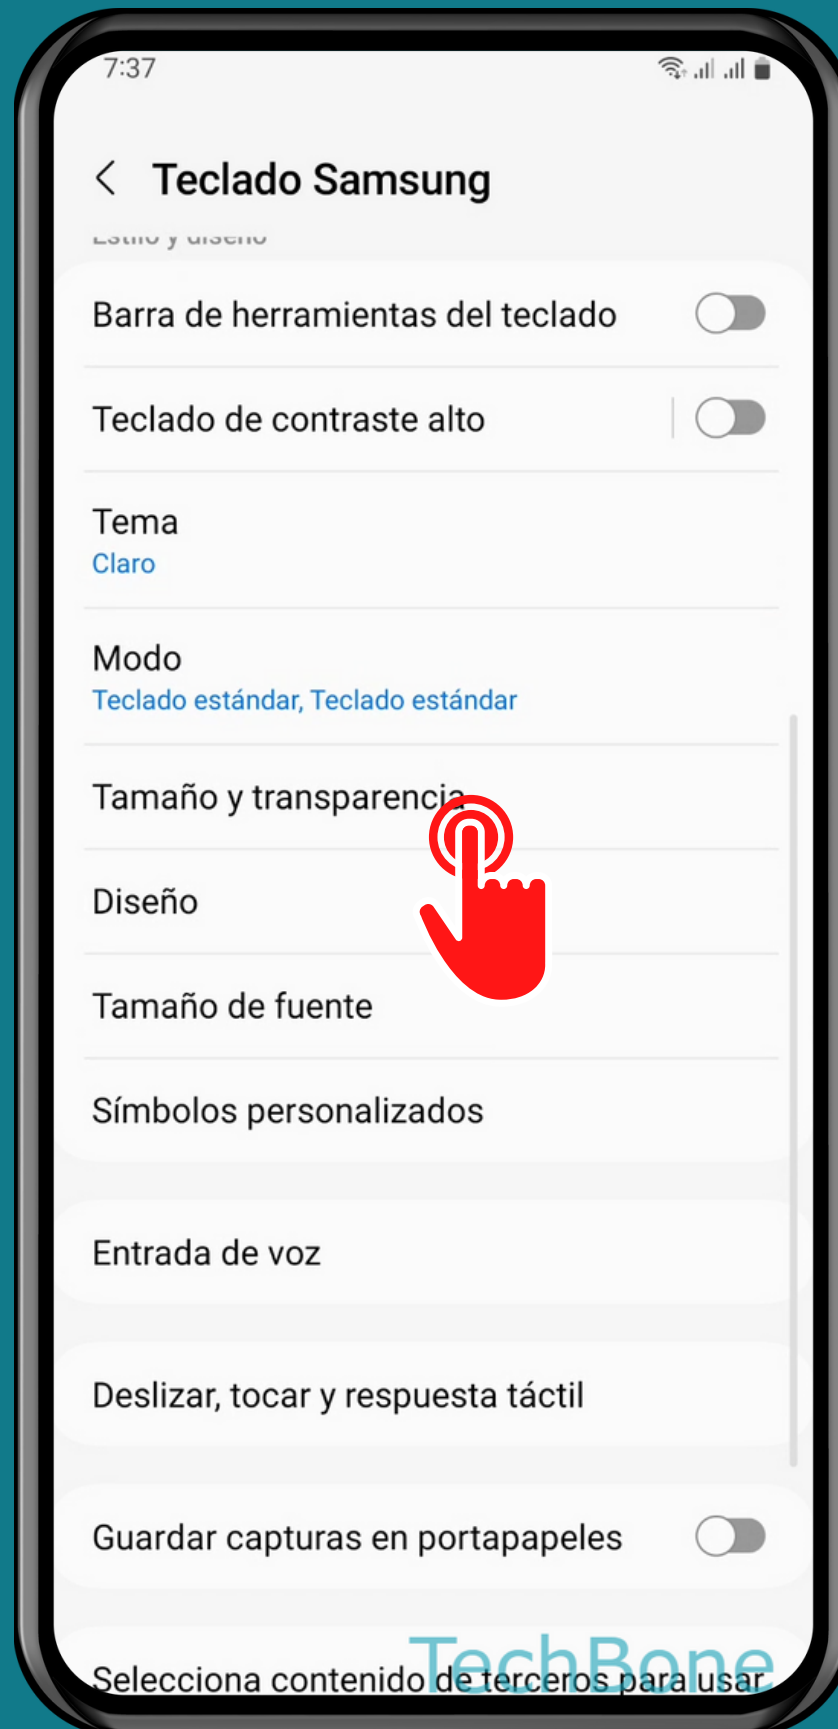 7:37
Teclado Samsung
Estilo y diseño
Barra de herramientas del teclado
Teclado de contraste alto
Tema
Claro
Modo
Teclado estándar, Teclado estándar
Tamaño y transparencia
Diseño
Tamaño de fuente
Símbolos personalizados
Entrada de voz
Deslizar, tocar y respuesta táctil
Guardar capturas en portapapeles
TechBone
Selecciona contenido de terceros para usar